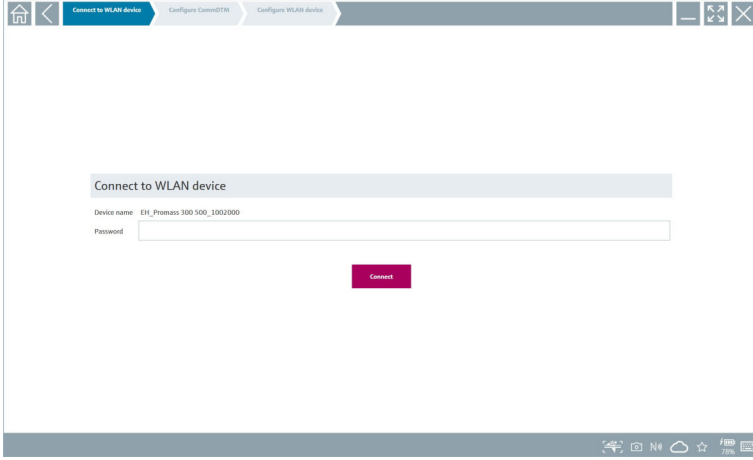 Connect to WLAN device
Configure CommDTM
Configure WLAN device
Connect to WLAN device
Device name EH_Promass 300 500_1002000
Password
Connect
78%